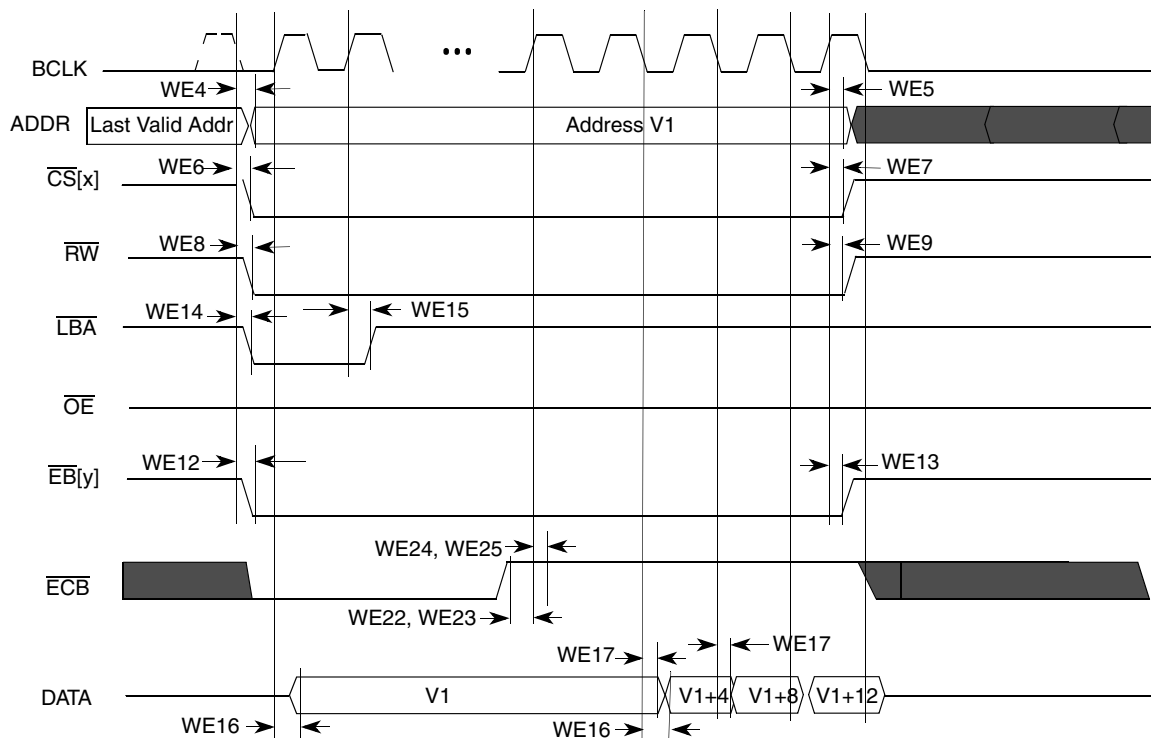 BCLK
•••
WE4
WE5
ADDR
Last Valid Addr
Address V1
WE6
WE7
CS[x]
WE8
WE9
RW
WE14
WE15
LBA
OE
WE12
WE13
EB[y]
WE24, WE25
ECB
WE22, WE23
WE17
WE17
DATA
V1
V1+4
V1+8
V1+12
WE16
WE16